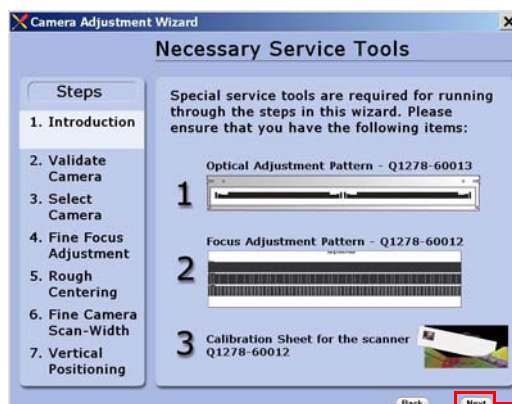 Camera Adjustment Wizard
Necessary Service Tools
Steps
1. Introduction
2. Validate
Camera
3. Select
Camera
4. Fine Focus
Adjustment
5. Rough
Centering
6. Fine Camera
Scan-Width
7. Vertical
Positioning
Special service tools are required for running
through the steps in this wizard. Please
ensure that you have the following items:
Optical Adjustment Pattern - Q1278-60013
1
Focus Adjustment Pattern - Q1278-60012
2
3
Calibration Sheet for the scanner
Q1278-60012
Back
Next